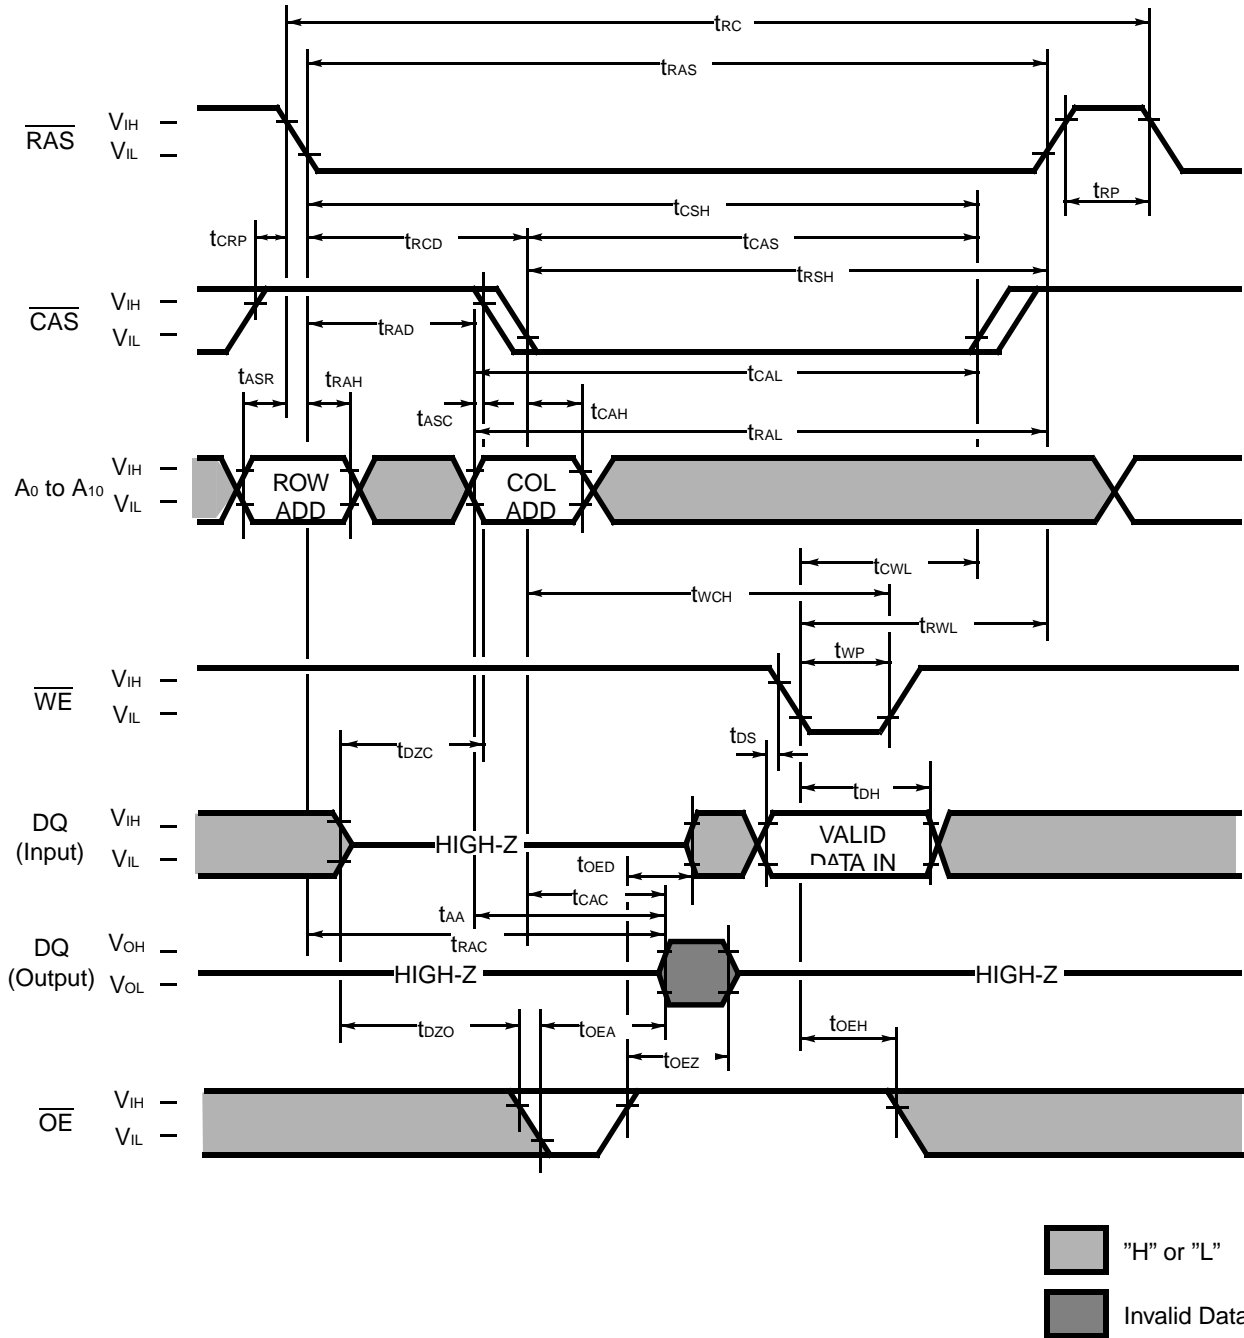 tRC
tRAS
RAS
VIH
VIL
tRP
tCSH
tCRP
tRCD
tCAS
tRSH
CAS
VIH
VIL
tRAD
tCAL
tASR
tRAH
tASC
tCAH
tRAL
A0 to A10
VIH
VIL
ROW
ADD
COL
ADD
tCWL
tWCH
tRWL
tWP
WE
VIH
VIL
tDS
tDZC
tDH
DQ
(Input)
VIH
VIL
HIGH-Z
VALID
DATA IN
tOED
tCAC
tAA
tRAC
DQ
(Output)
VOH
VOL
HIGH-Z
HIGH-Z
tDZO
tOEA
tOEH
tOEZ
OE
VIH
VIL
”H” or ”L”
Invalid Data